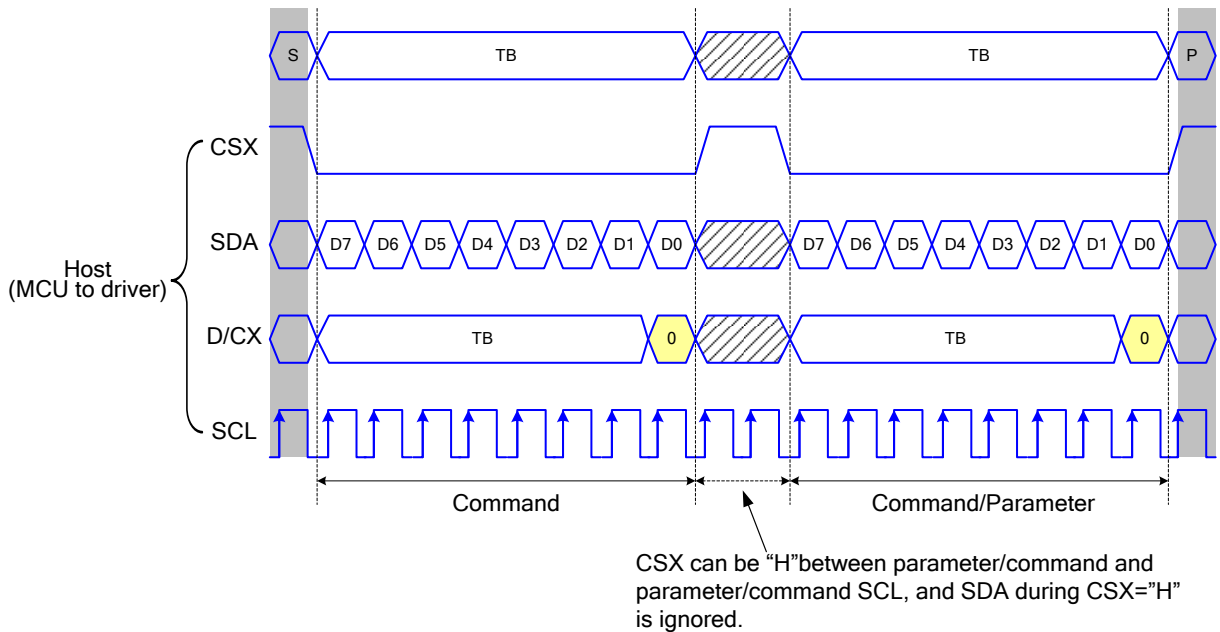 S TB TB P
CSX
SDA D7 D6 D5 D4 D3 D2 D1 D0 D7 D6 D5 D4 D3 D2 D1 D0
Host
(MCU to driver)
D/CX TB 0 TB 0
SCL
Command Command/Parameter
CSX can be “H”between parameter/command and
parameter/command SCL, and SDA during CSX=”H”
is ignored.